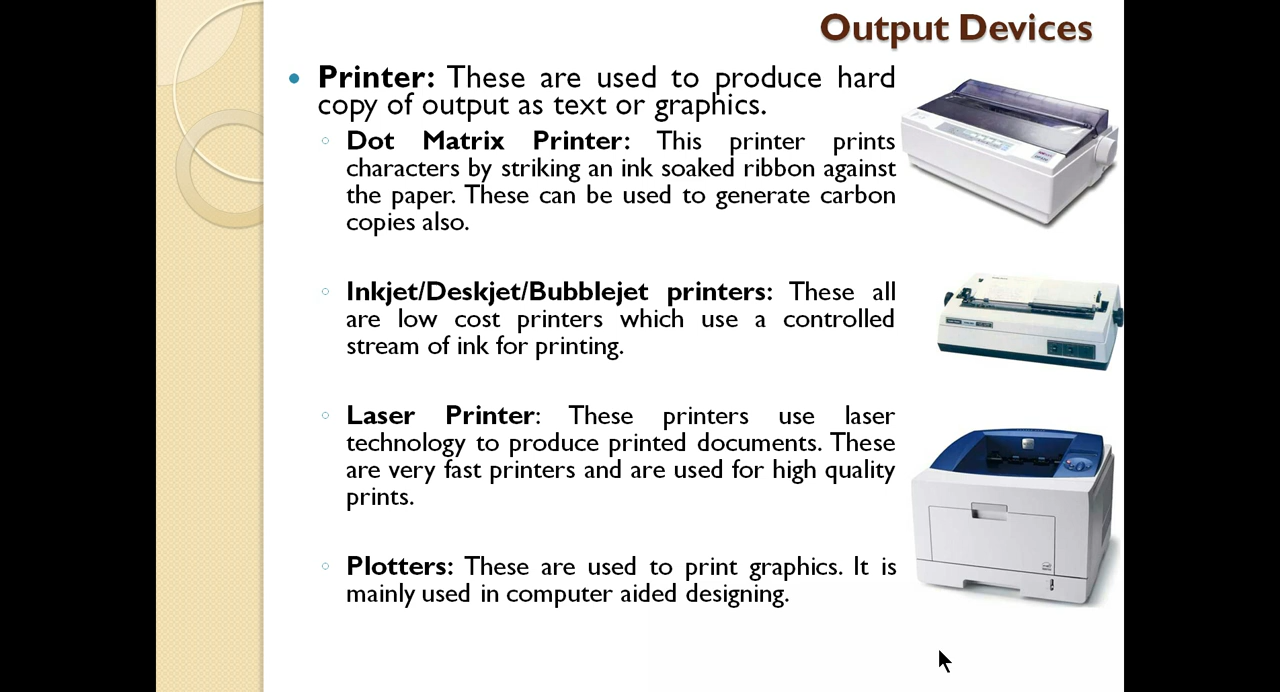 Output Devices
Printer: These are used to produce hard
copy of output as text or graphics.
Dot Matrix Printer: This printer prints
characters by striking an ink soaked ribbon against
the paper. These can be used to generate carbon
copies also.
Inkjet/Deskjet/Bubblejet printers: These all
are low cost printers which use a controlled
stream of ink for printing.
Laser Printer: These printers use laser
technology to produce printed documents. These
are very fast printers and are used for high quality
prints.
Plotters: These are used to print graphics. It is
mainly used in computer aided designing.